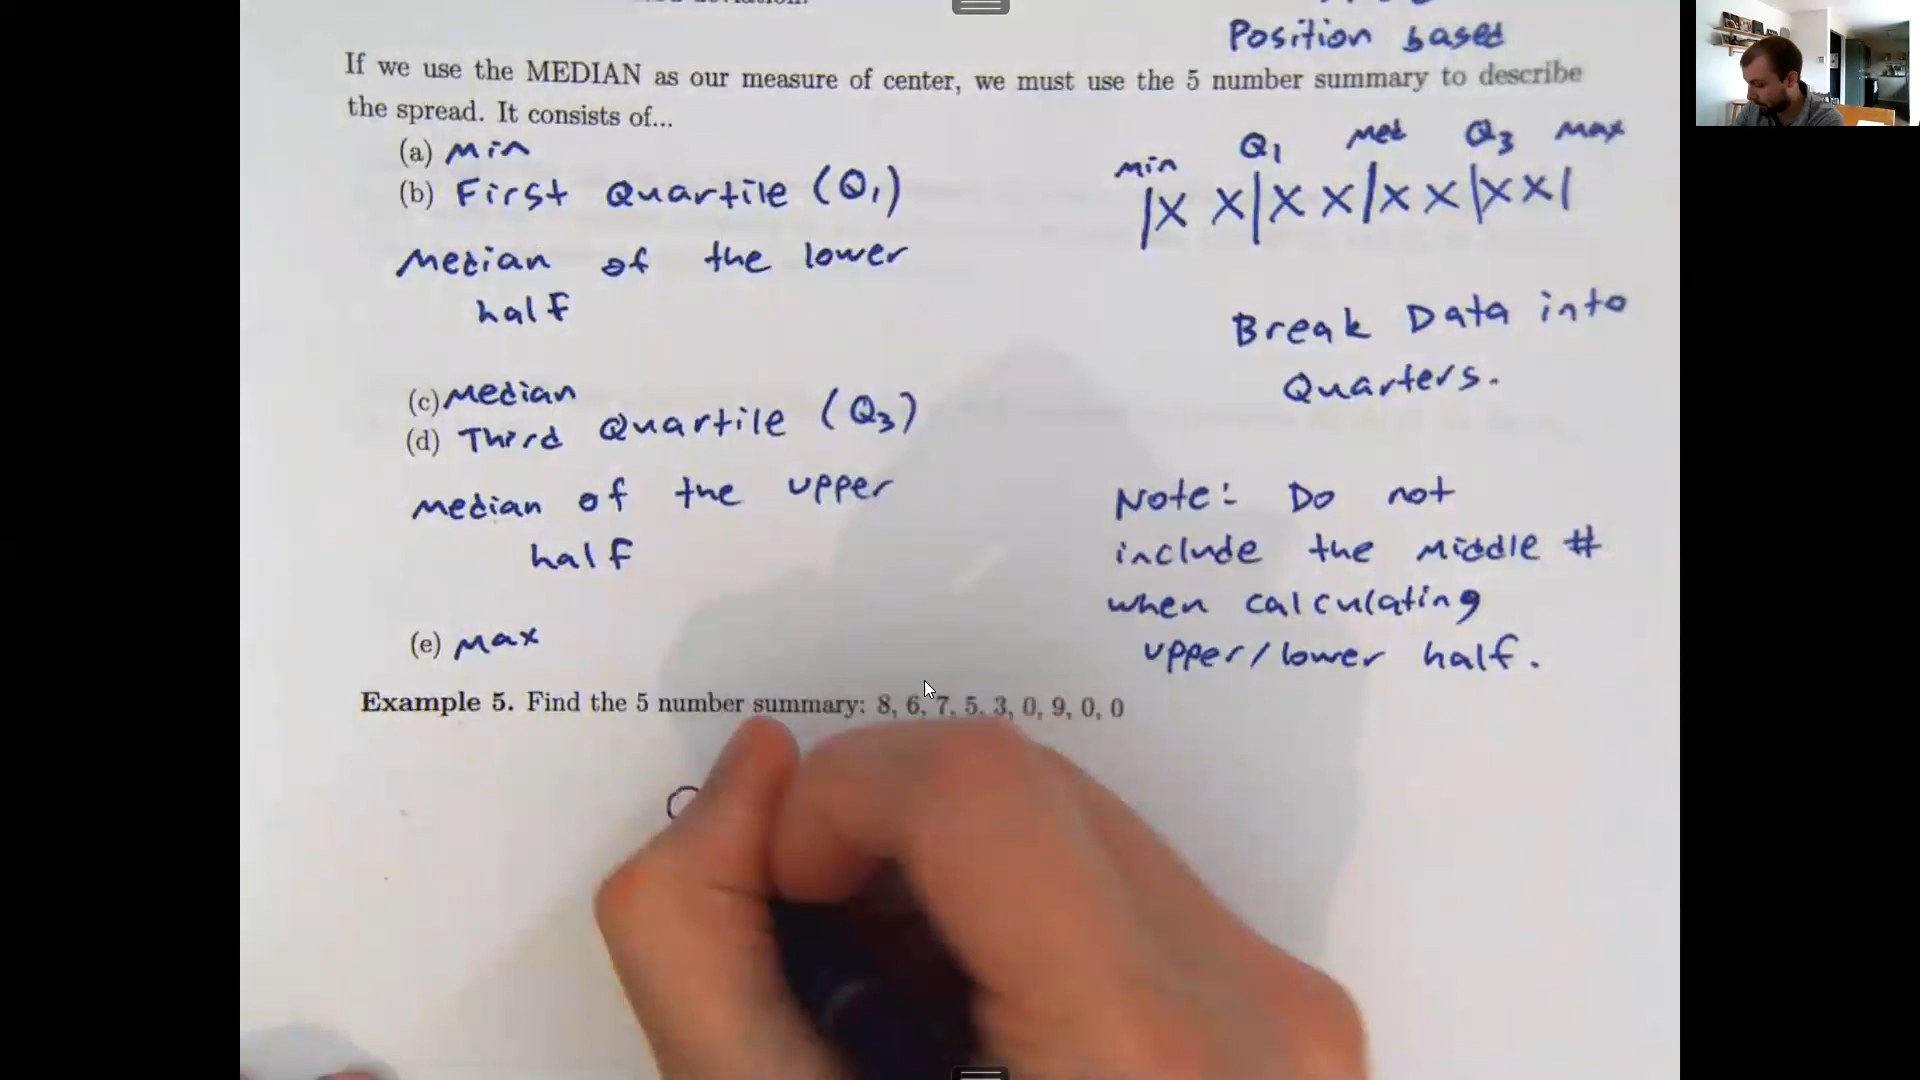 Position based
If we use the MEDIAN as our measure of center, we must use the 5 number summary to describe
the spread. It consists of...
(a) Min
(b) First Quartile (Q1)
Median of the lower
half
(c) Median
(d) Third Quartile (Q3)
Median of the upper
half
(e) Max
min Q1 Med Q3 Max
|X X|X X|X X|X X|
Break Data into
Quarters.
Note: Do not
include the middle #
when calculating
upper/lower half.
Example 5. Find the 5 number summary: 8, 6, 7, 5, 3, 0, 9, 0, 0